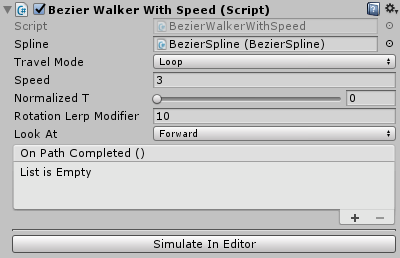 Bezier Walker With Speed (Script)
Script BezierWalkerWithSpeed
Spline BezierSpline (BezierSpline)
Travel Mode Loop
Speed 3
Normalized T 0
Rotation Lerp Modifier 10
Look At Forward
On Path Completed ()
List is Empty
+ −
Simulate In Editor